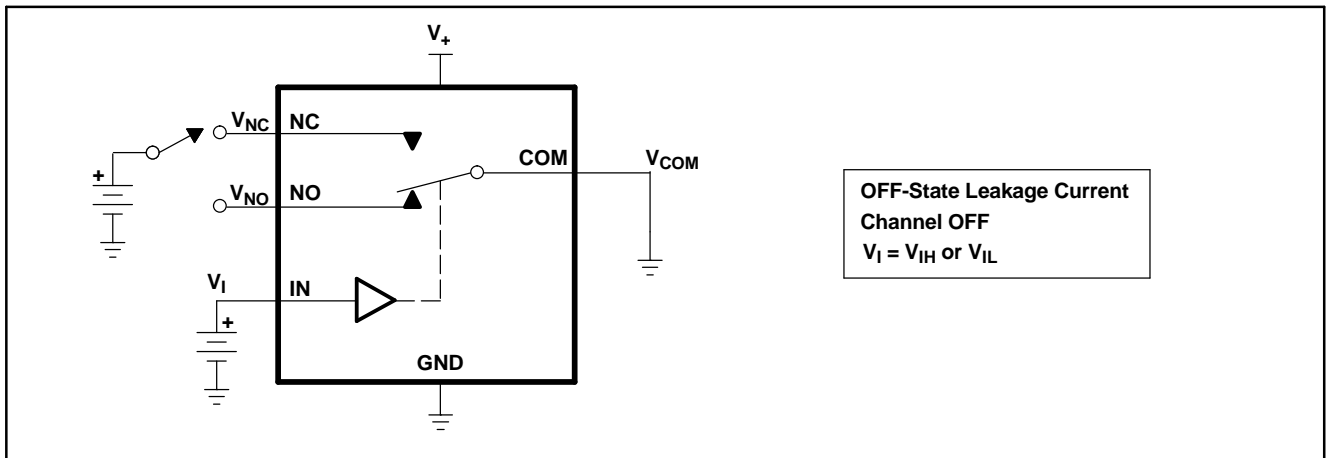 V+
VNC NC
COM VCOM
+
VNO NO
VI IN
+
GND
OFF-State Leakage Current
Channel OFF
VI = VIH or VIL